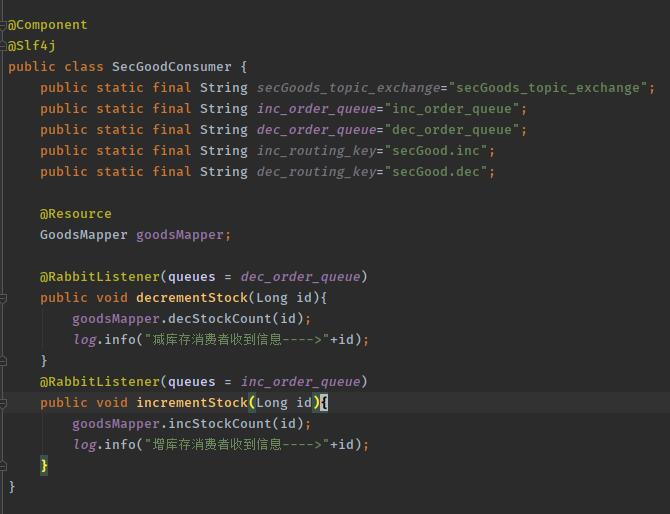 @Component
@Slf4j
public class SecGoodConsumer {
public static final String secGoods_topic_exchange="secGoods_topic_exchange";
public static final String inc_order_queue="inc_order_queue";
public static final String dec_order_queue="dec_order_queue";
public static final String inc_routing_key="secGood.inc";
public static final String dec_routing_key="secGood.dec";
@Resource
GoodsMapper goodsMapper;
@RabbitListener(queues = dec_order_queue)
public void decrementStock(Long id){
goodsMapper.decStockCount(id);
log.info("减库存消费者收到信息---->"+id);
}
@RabbitListener(queues = inc_order_queue)
public void incrementStock(Long id){
goodsMapper.incStockCount(id);
log.info("增库存消费者收到信息---->"+id);
}
}